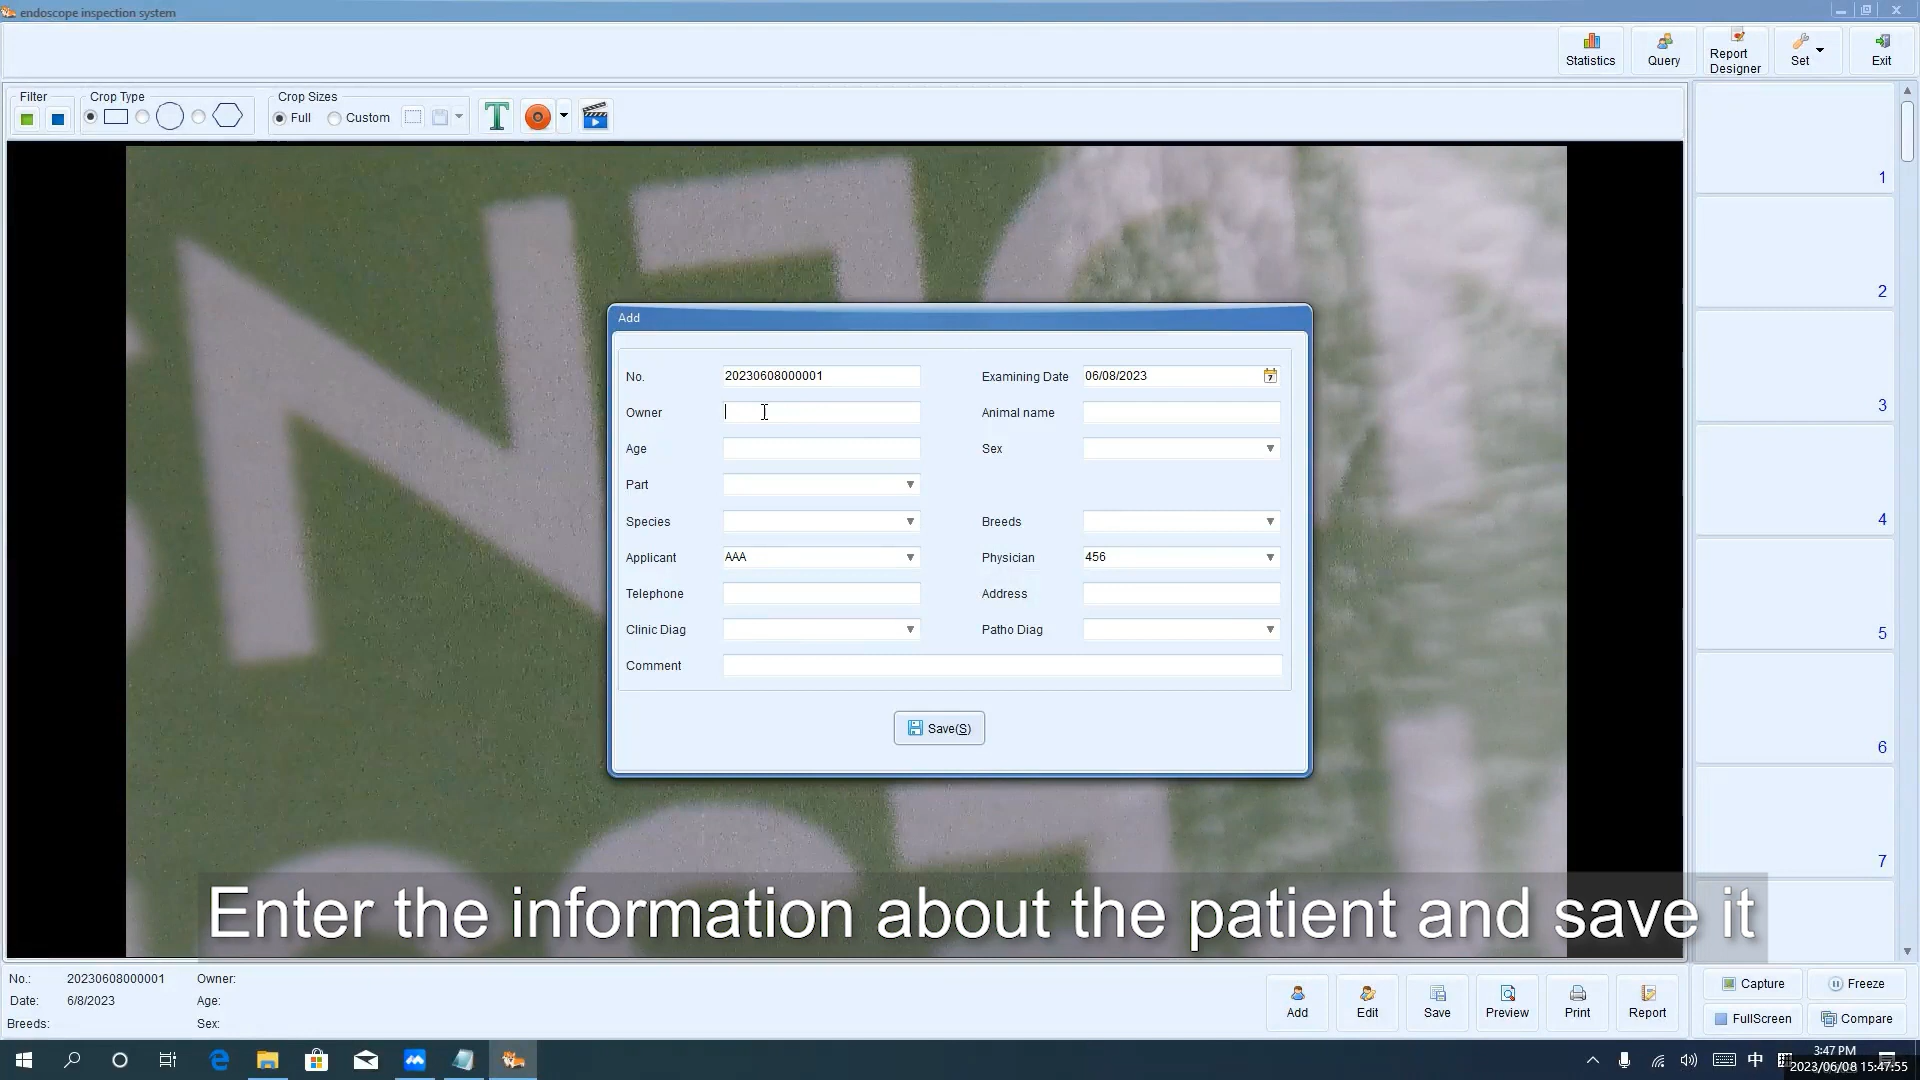 endoscope inspection system
Statistics
Query
Report
Designer
Set
Exit
Filter
Crop Type
Crop Sizes
Full
Custom
T
1
2
3
4
5
6
7
Add
No.
20230608000001
Examining Date
06/08/2023
7
Owner
Animal name
Age
Sex
Part
Species
Breeds
Applicant
AAA
Physician
456
Telephone
Address
Clinic Diag
Patho Diag
Comment
Save(S)
Enter the information about the patient and save it
No.:
20230608000001
Owner:
Date:
6/8/2023
Age:
Breeds:
Sex:
Add
Edit
Save
Preview
Print
Report
Capture
Freeze
FullScreen
Compare
中
3:47 PM
2023/06/08 15:47:55